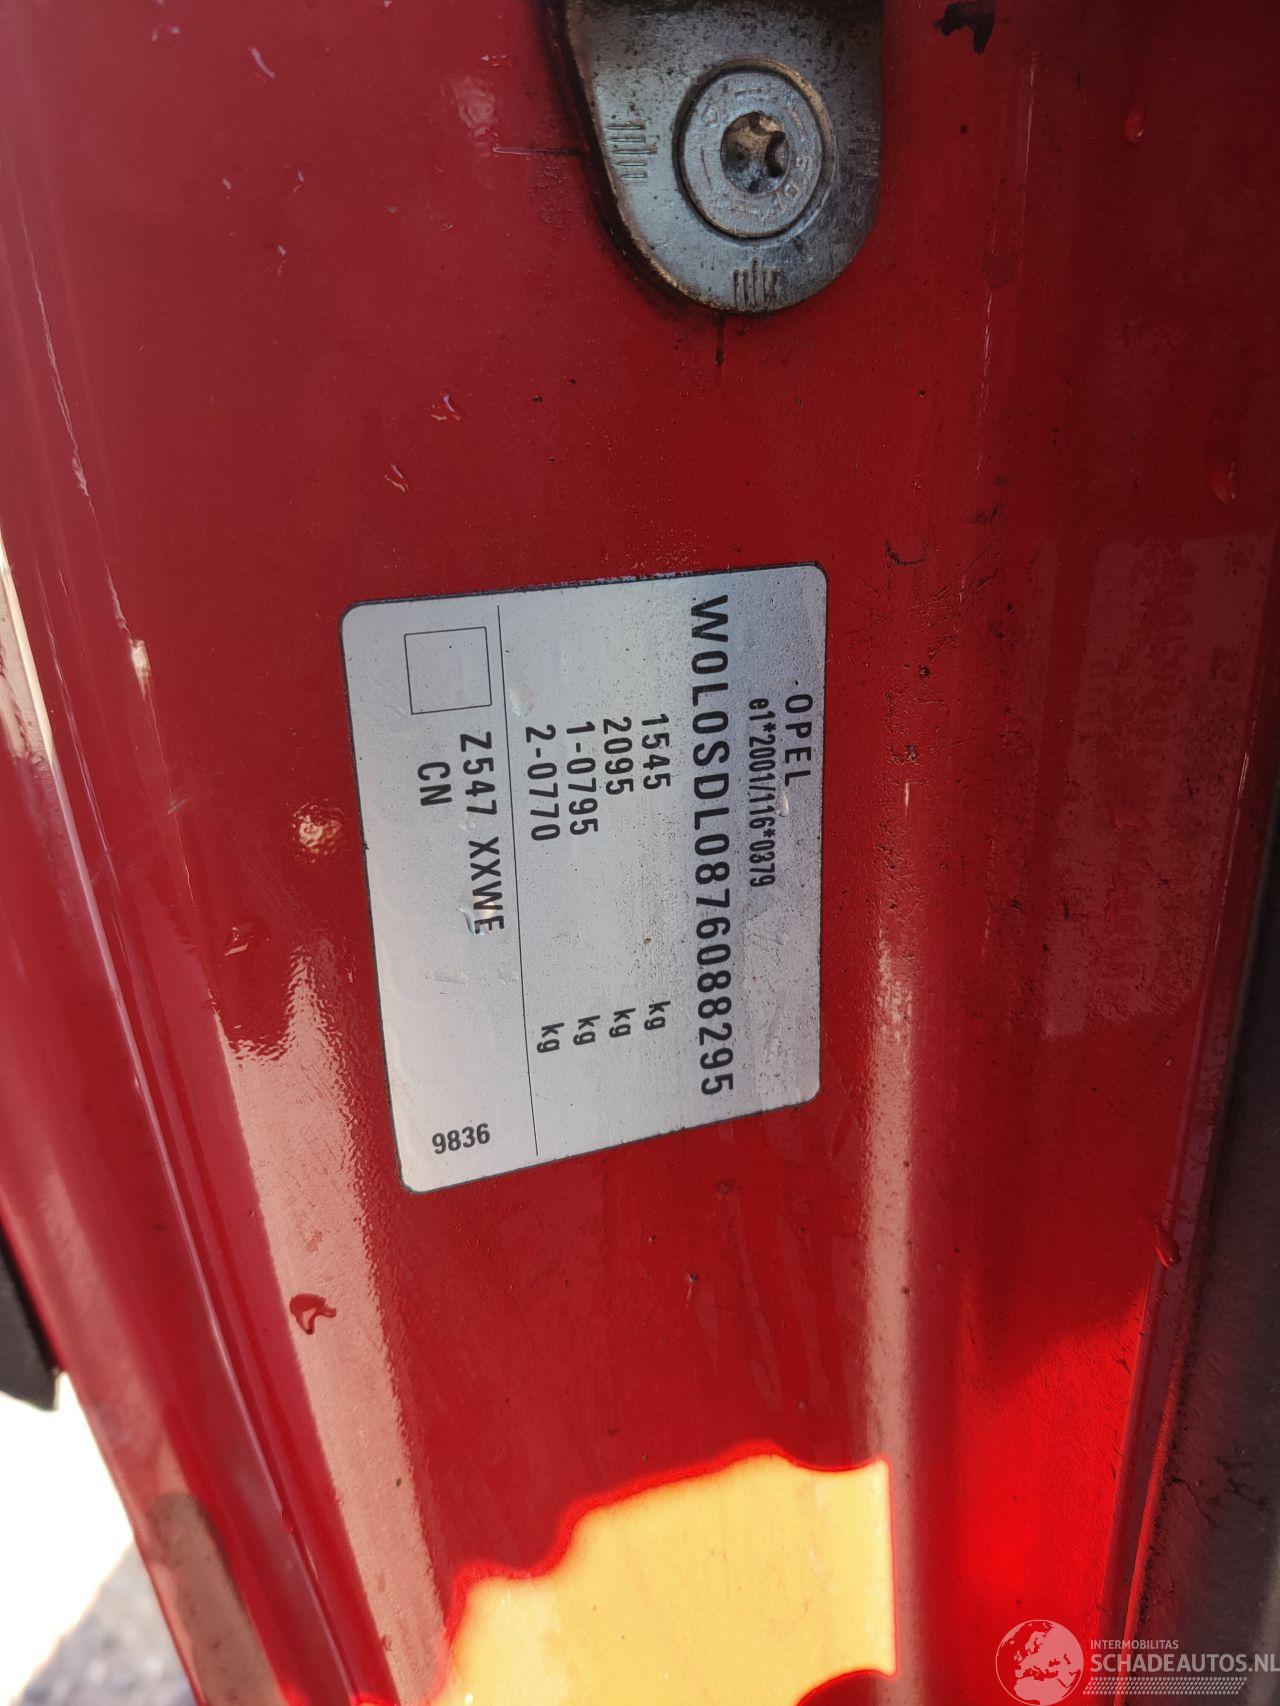 OPEL
e1*2001/116*0379
W0L0SDL0876088295
1545 kg
2095 kg
1-0795 kg
2-0770 kg
Z547 XXWE
CN
9836
INTERMOBILITAS
SCHADEAUTOS.NL